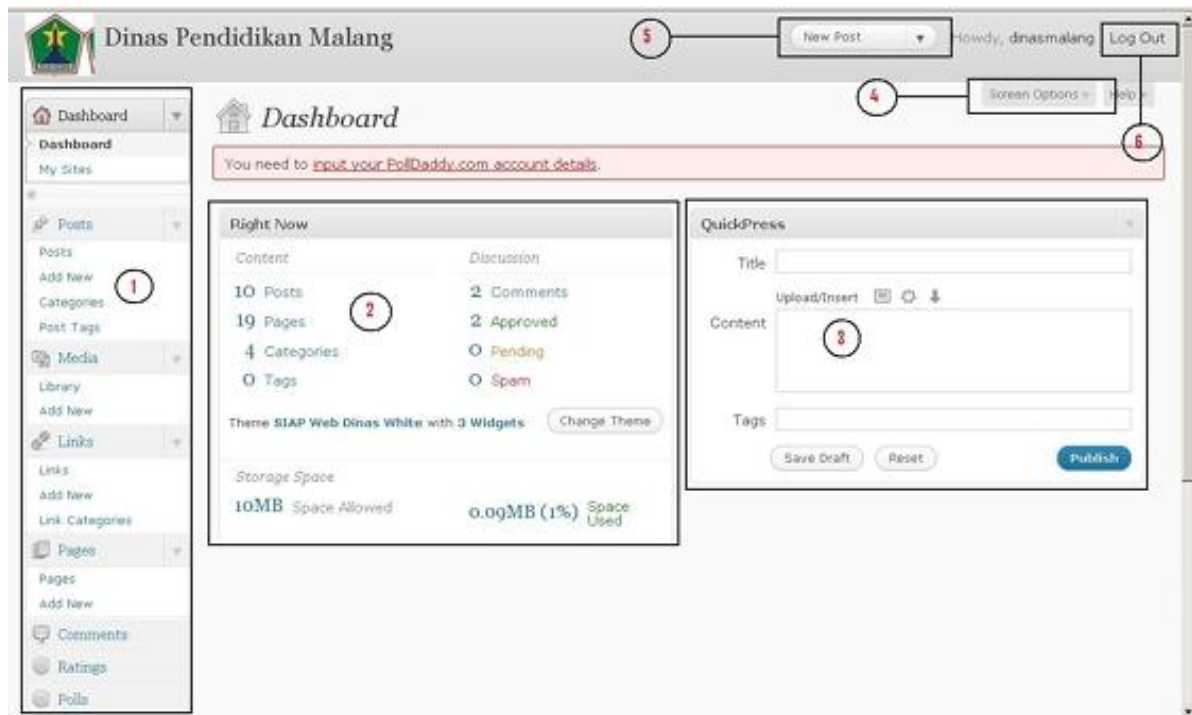 Dinas Pendidikan Malang
5
New Post
Howdy, dinasmalang
Log Out
4
Screen Options
Help
6
Dashboard
Dashboard
My Sites
Posts
Posts
Add New
Categories
Post Tags
1
Media
Library
Add New
Links
Links
Add New
Link Categories
Pages
Pages
Add New
Comments
Ratings
Polls
Dashboard
You need to input your PollDaddy.com account details.
Right Now
Content
Discussion
10 Posts
2 Comments
19 Pages
2 Approved
4 Categories
0 Pending
0 Tags
0 Spam
2
Theme SIAP Web Dinas White with 3 Widgets
Change Theme
Storage Space
10MB Space Allowed
0.09MB (1%) Space Used
QuickPress
Title
Upload/Insert
Content
3
Tags
Save Draft
Reset
Publish